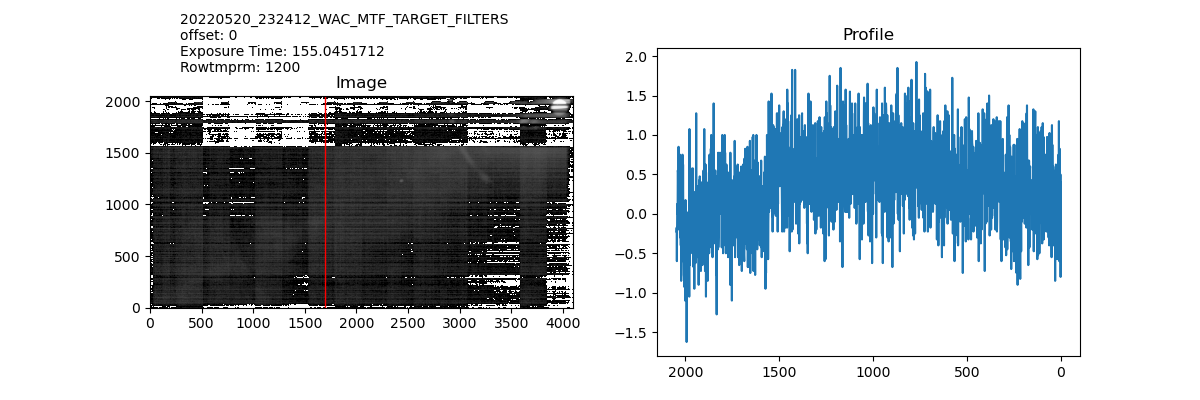 20220520_232412_WAC_MTF_TARGET_FILTERS
offset: 0
Exposure Time: 155.0451712
Rowtmprm: 1200
Image
2000
1500
1000
500
0
0 500 1000 1500 2000 2500 3000 3500 4000
Profile
2.0
1.5
1.0
0.5
0.0
−0.5
−1.0
−1.5
2000 1500 1000 500 0